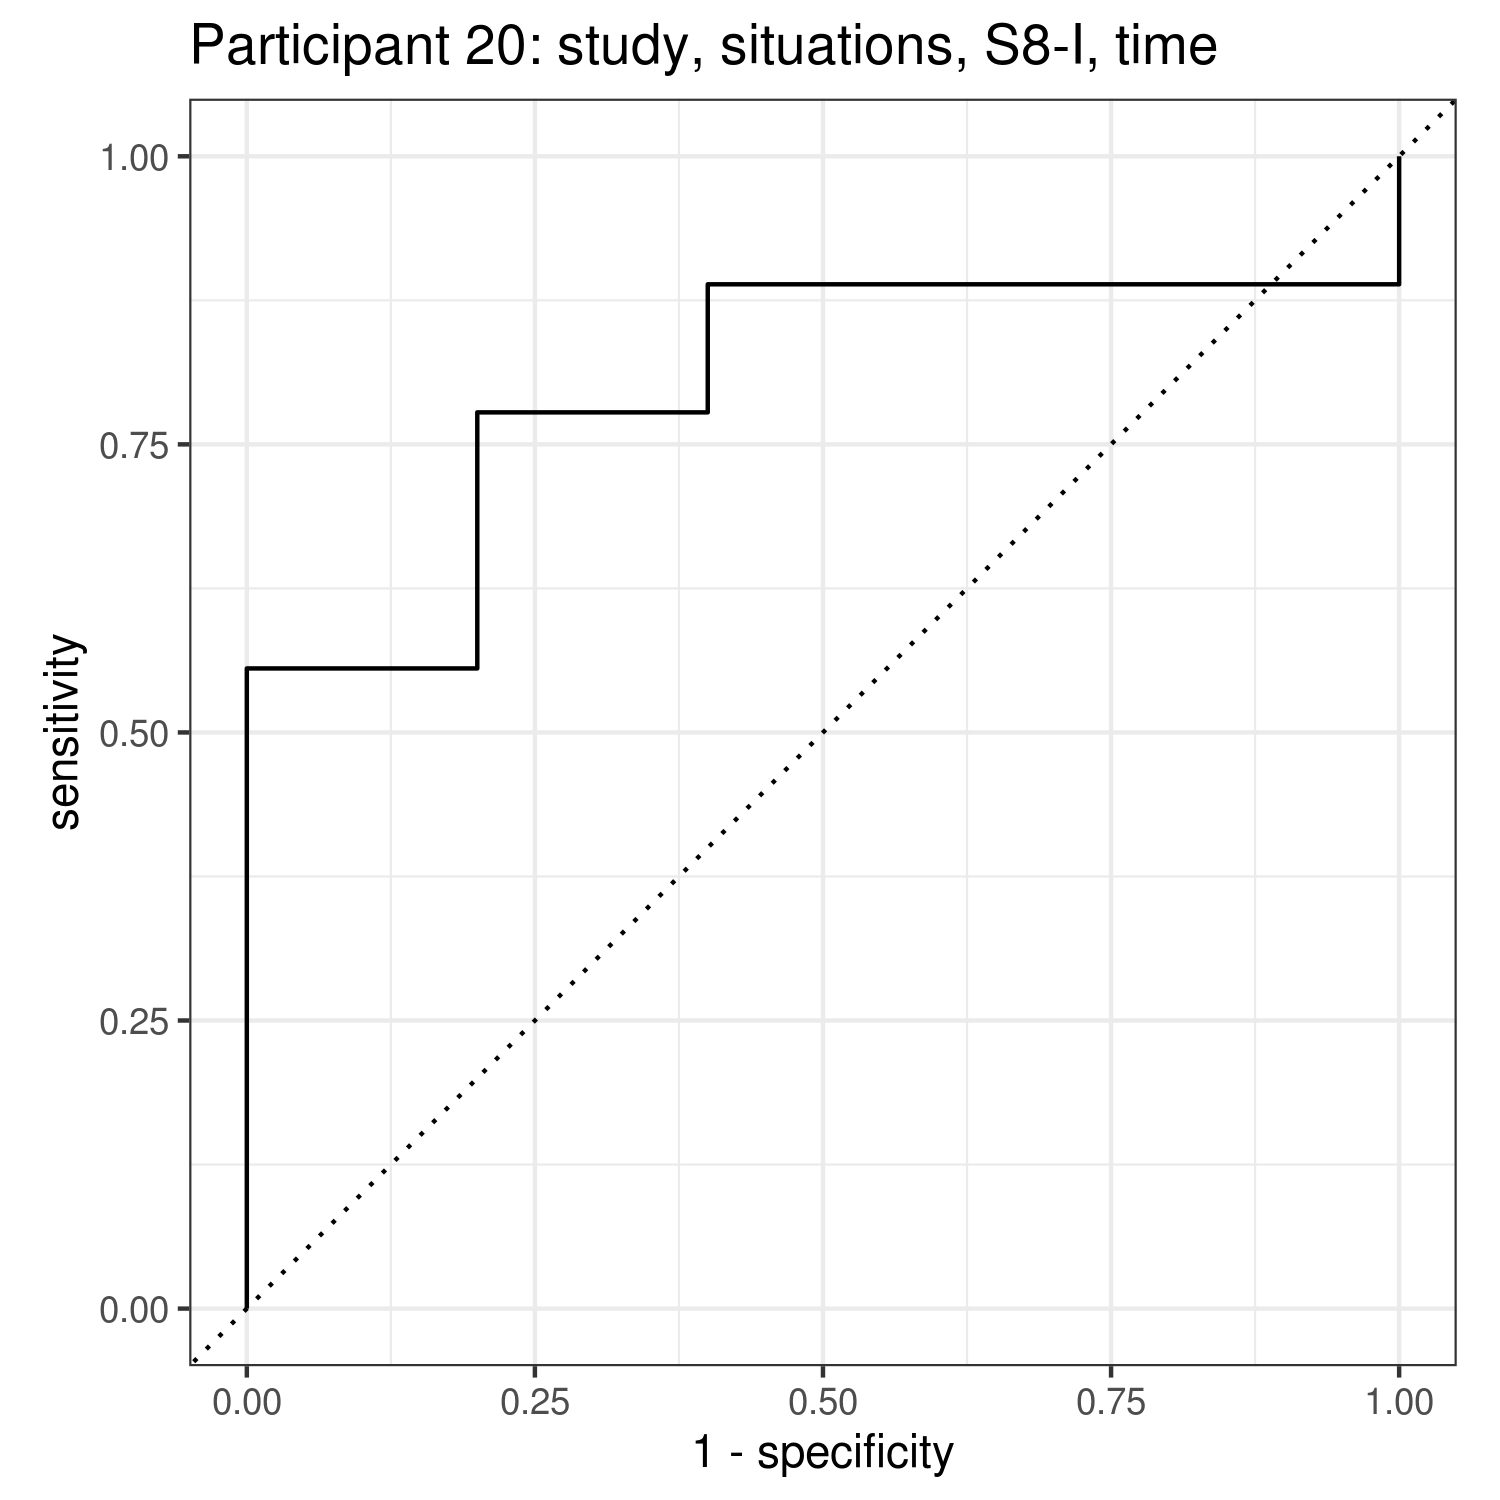 Participant 20: study, situations, S8-I, time
1.00
0.75
0.50
0.25
0.00
sensitivity
0.00 0.25 0.50 0.75 1.00
1 - specificity